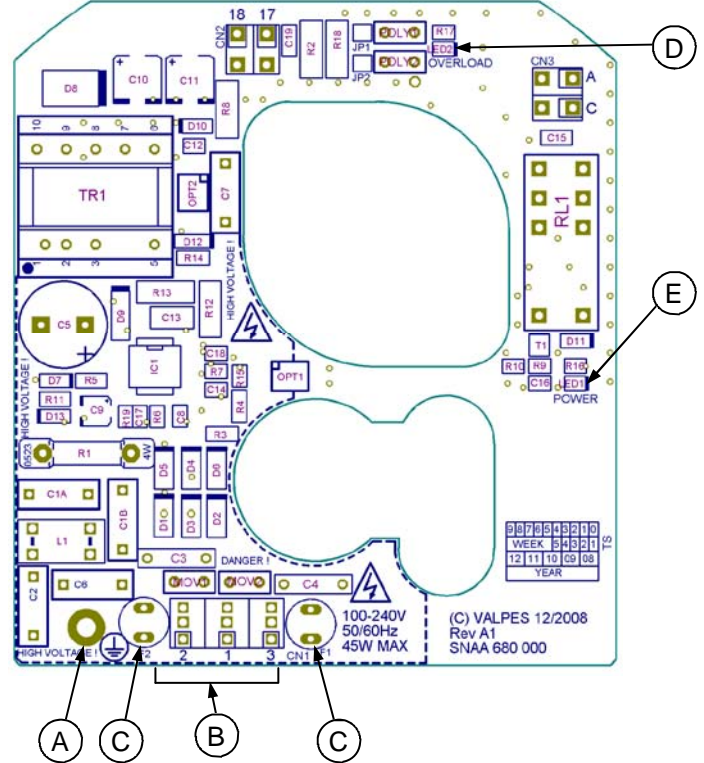 18 17
CN2
C19
R2
R18
JP1
POLY1
R17
LED2
JP2
POLY2
OVERLOAD
D
CN3
A
C
D8
C10
C11
R8
10 9 8 7 6
D10
C12
C15
TR1
OPT2
C7
RL1
D12
R14
1 2 3 5
HIGH VOLTAGE !
R13
D9
C13
R12
E
C5
IC1
C18
R7
R15
C14
OPT1
T1
D11
R10
R9
R16
C16
LED1
POWER
HIGH VOLTAGE !
D7
R5
R11
D13
C9
R19
C17
R6
C8
R4
R3
0523
R1
4W
D5
D4
D6
C1A
C1B
D1
D3
D2
L1
9 8 7 6 5 4 3 2 1 0
WEEK 5 4 3 2 1
12 11 10 09 08
YEAR
TS
C3
DANGER !
MOV1
MOV2
C4
C2
C6
100-240V
50/60Hz
45W MAX
(C) VALPES 12/2008
Rev A1
SNAA 680 000
HIGH VOLTAGE !
F2
2 1 3
CN1
F1
A
C
B
C